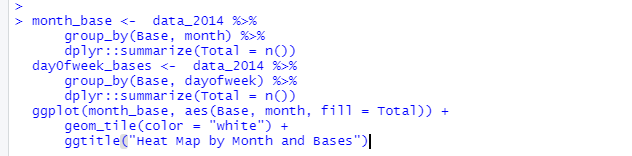 >
> month_base <-  data_2014 %>%
      group_by(Base, month) %>%
      dplyr::summarize(Total = n())
  dayOfweek_bases <-  data_2014 %>%
      group_by(Base, dayofweek) %>%
      dplyr::summarize(Total = n())
  ggplot(month_base, aes(Base, month, fill = Total)) +
      geom_tile(color = "white") +
      ggtitle("Heat Map by Month and Bases")